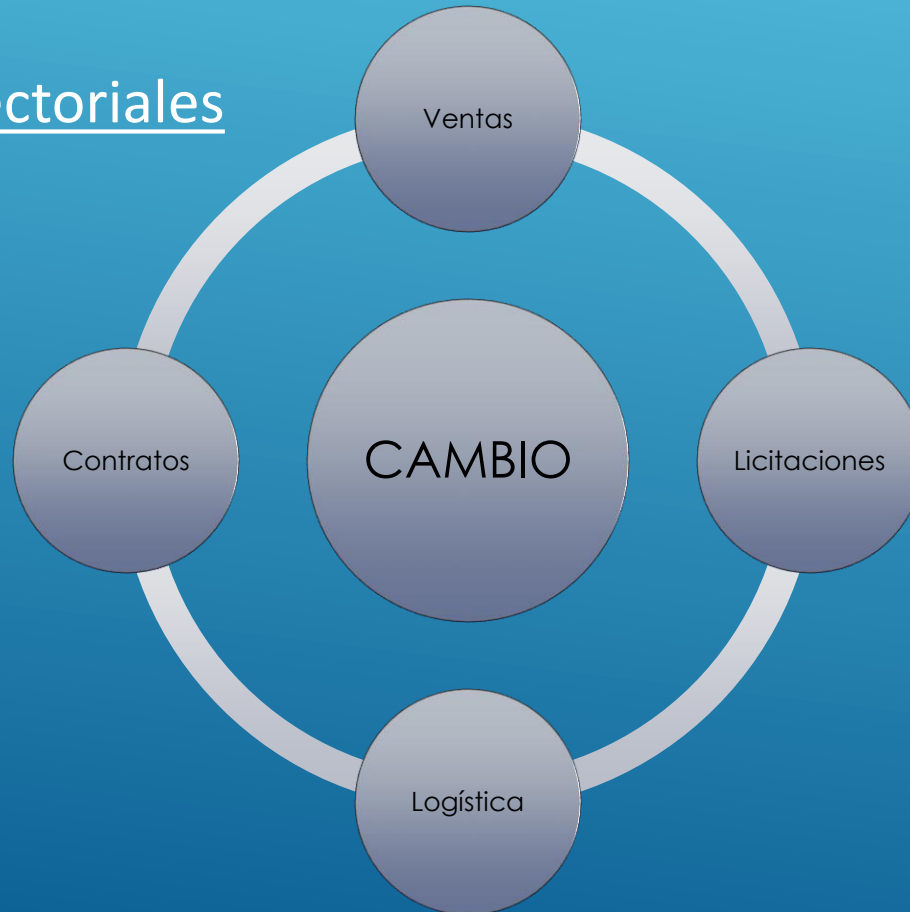 ctoriales
Ventas
Contratos
CAMBIO
Licitaciones
Logística